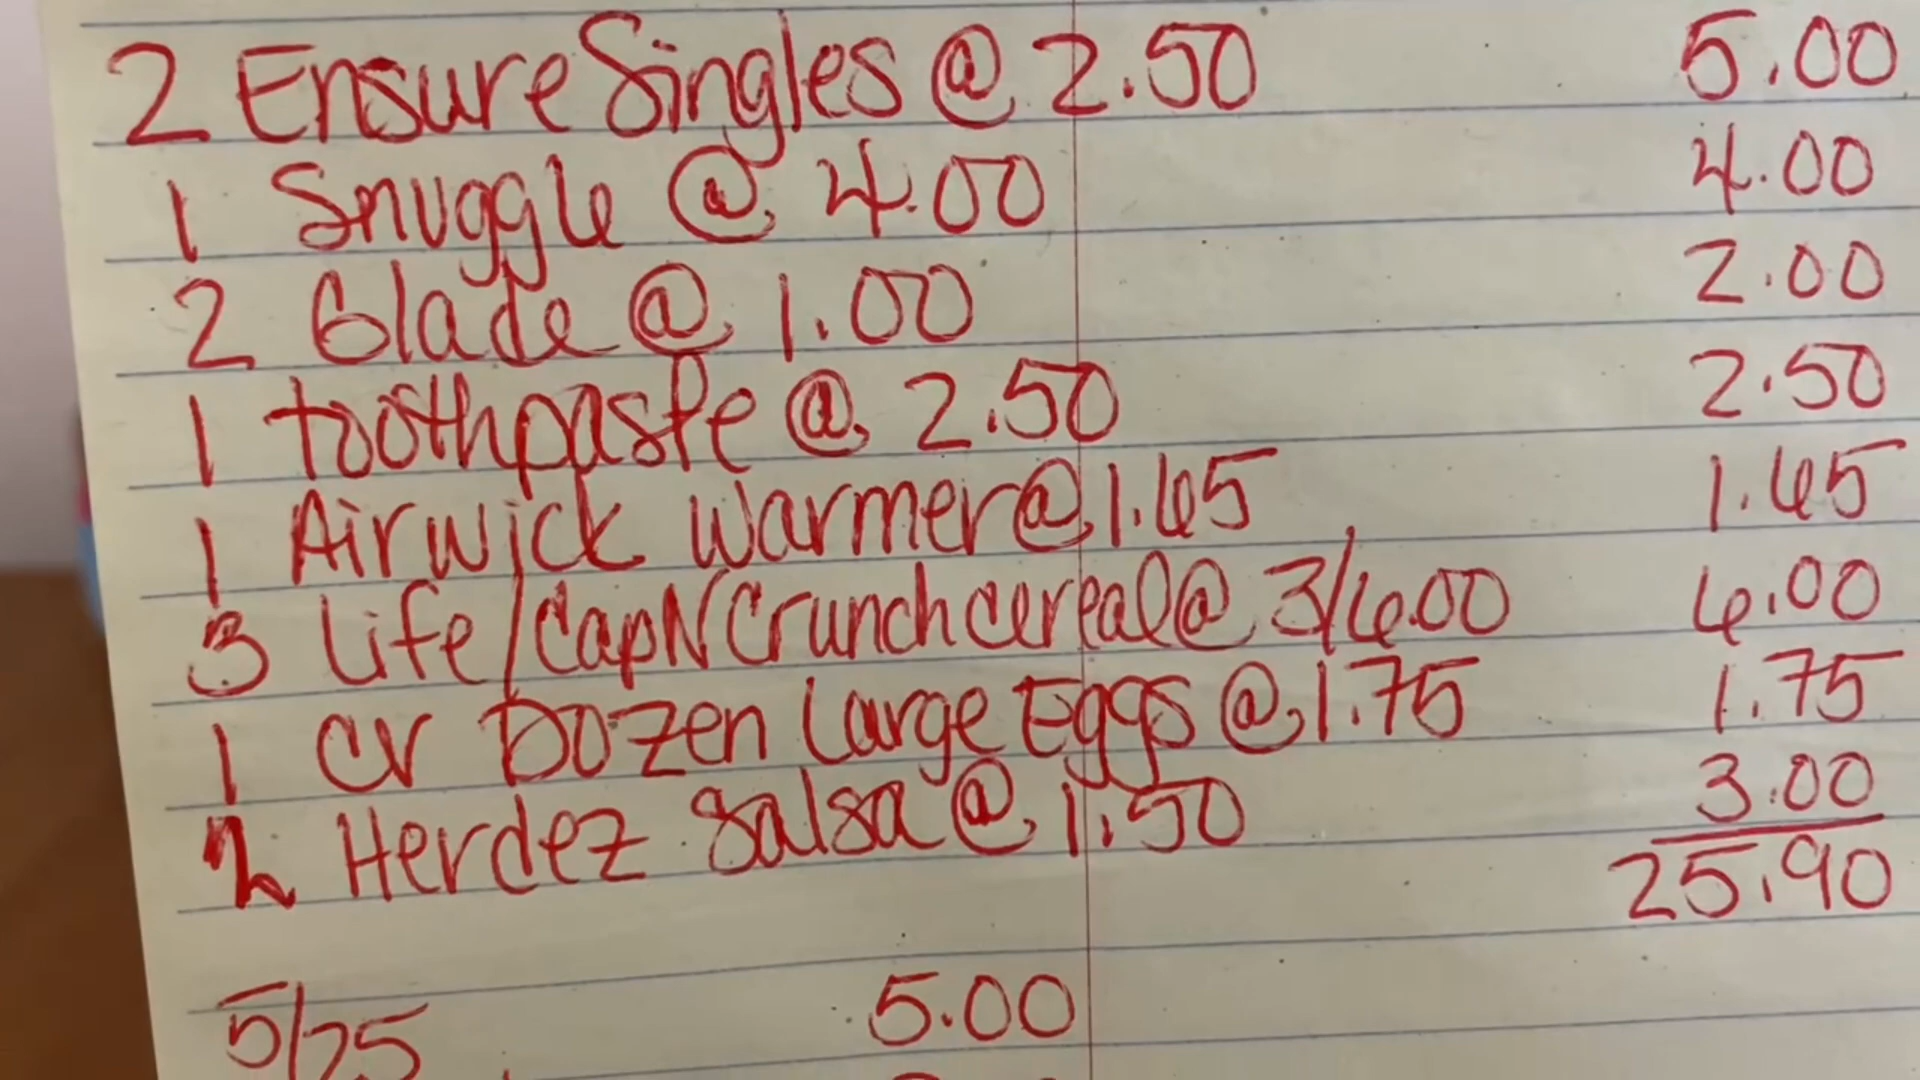 2 Ensure Singles @ 2.50 5.00
1 Snuggle @ 4.00 4.00
2 Glade @ 1.00 2.00
1 toothpaste @ 2.50 2.50
1 Airwick Warmer @ 1.65 1.65
3 Life/CapNCrunch cereal @ 3/6.00 6.00
1 CV Dozen Large Eggs @ 1.75 1.75
2 Herdez Salsa @ 1.50 3.00
25.90
5/25 5.00